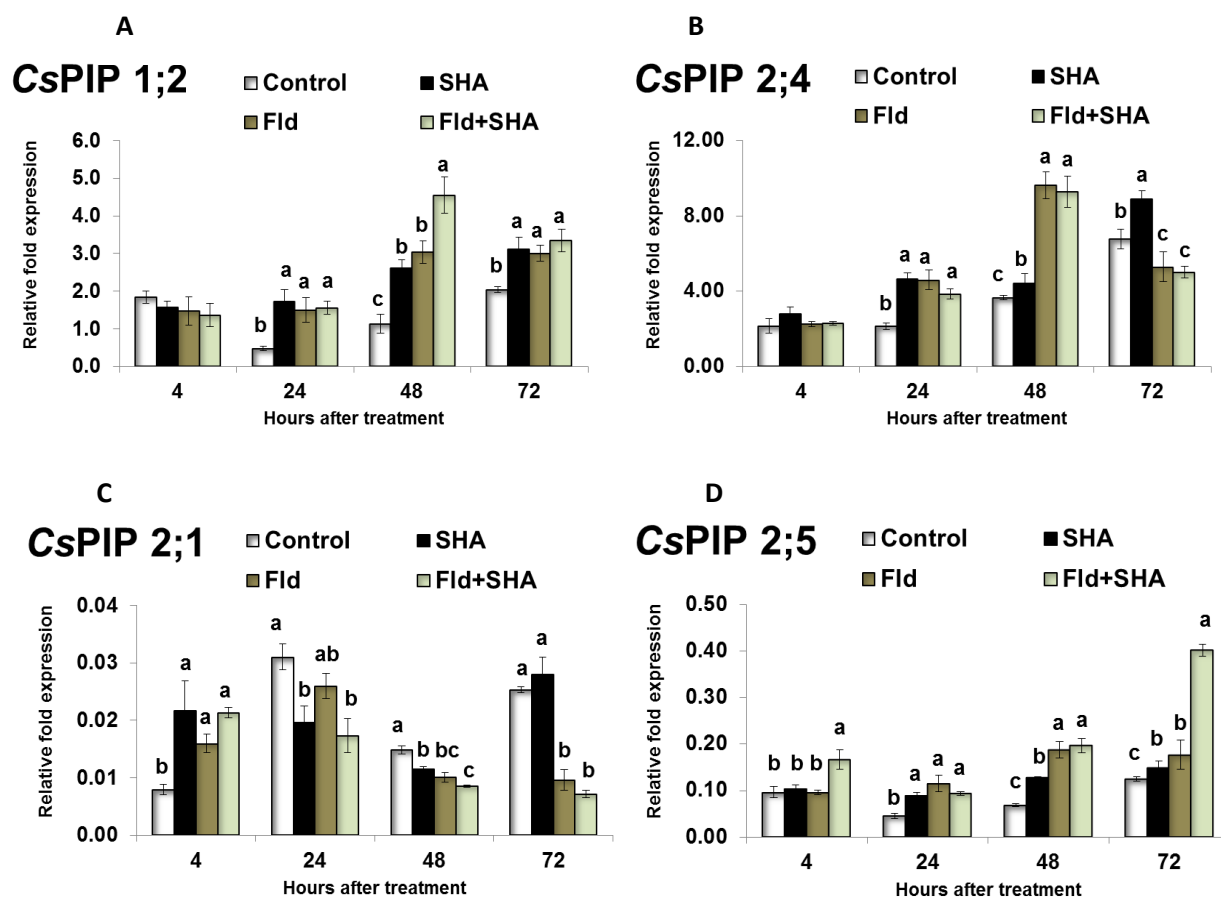 A
CsPIP 1;2
Control
SHA
Fld
Fld+SHA
Relative fold expression
6.0
5.0
4.0
3.0
2.0
1.0
0.0
b
a
a
a
c
b
b
a
b
a
a
a
4
24
48
72
Hours after treatment
B
CsPIP 2;4
Control
SHA
Fld
Fld+SHA
Relative fold expression
12.00
8.00
4.00
0.00
b
a
a
a
c
b
a
a
b
a
c
c
4
24
48
72
Hours after treatment
C
CsPIP 2;1
Control
SHA
Fld
Fld+SHA
Relative fold expression
0.04
0.03
0.02
0.01
0.00
b
a
a
a
a
b
ab
b
a
b
bc
c
a
a
b
b
4
24
48
72
Hours after treatment
D
CsPIP 2;5
Control
SHA
Fld
Fld+SHA
Relative fold expression
0.50
0.40
0.30
0.20
0.10
0.00
b
b
b
a
b
a
a
a
c
b
a
a
c
b
b
a
4
24
48
72
Hours after treatment